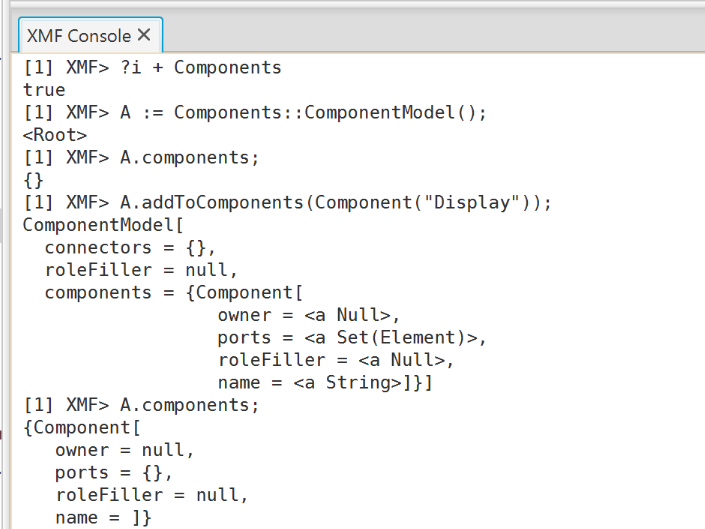 XMF Console ✕
[1] XMF> ?i + Components
true
[1] XMF> A := Components::ComponentModel();
<Root>
[1] XMF> A.components;
{}
[1] XMF> A.addToComponents(Component("Display"));
ComponentModel[
  connectors = {},
  roleFiller = null,
  components = {Component[
                  owner = <a Null>,
                  ports = <a Set(Element)>,
                  roleFiller = <a Null>,
                  name = <a String>]}]
[1] XMF> A.components;
{Component[
   owner = null,
   ports = {},
   roleFiller = null,
   name = ]}